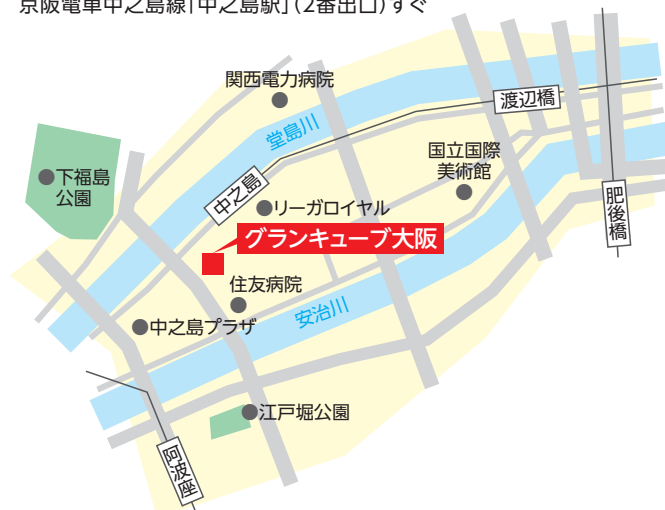 京阪電車中之島線「中之島駅」(2番出口)すぐ
関西電力病院
渡辺橋
堂島川
国立国際
美術館
下福島
公園
中之島
リーガロイヤル
肥後橋
グランキューブ大阪
住友病院
安治川
中之島プラザ
江戸堀公園
阿波座